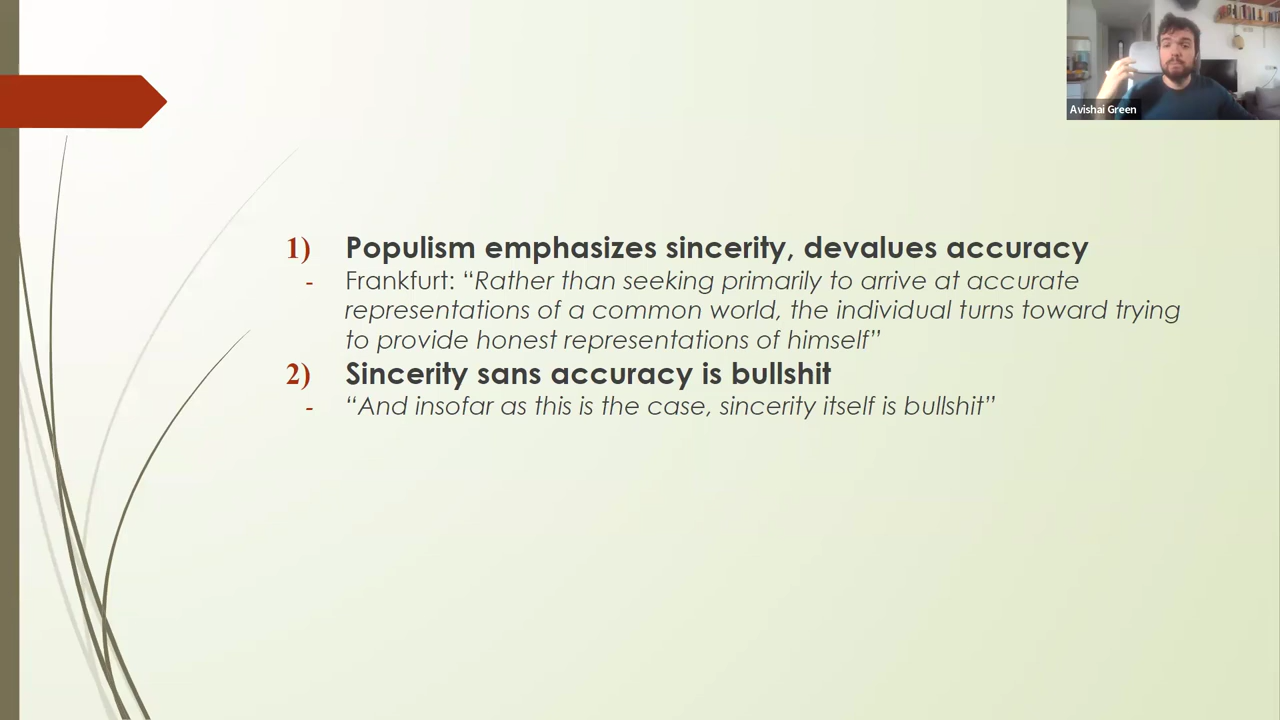 Avishai Green
1) Populism emphasizes sincerity, devalues accuracy
- Frankfurt: “Rather than seeking primarily to arrive at accurate
representations of a common world, the individual turns toward trying
to provide honest representations of himself”
2) Sincerity sans accuracy is bullshit
- “And insofar as this is the case, sincerity itself is bullshit”